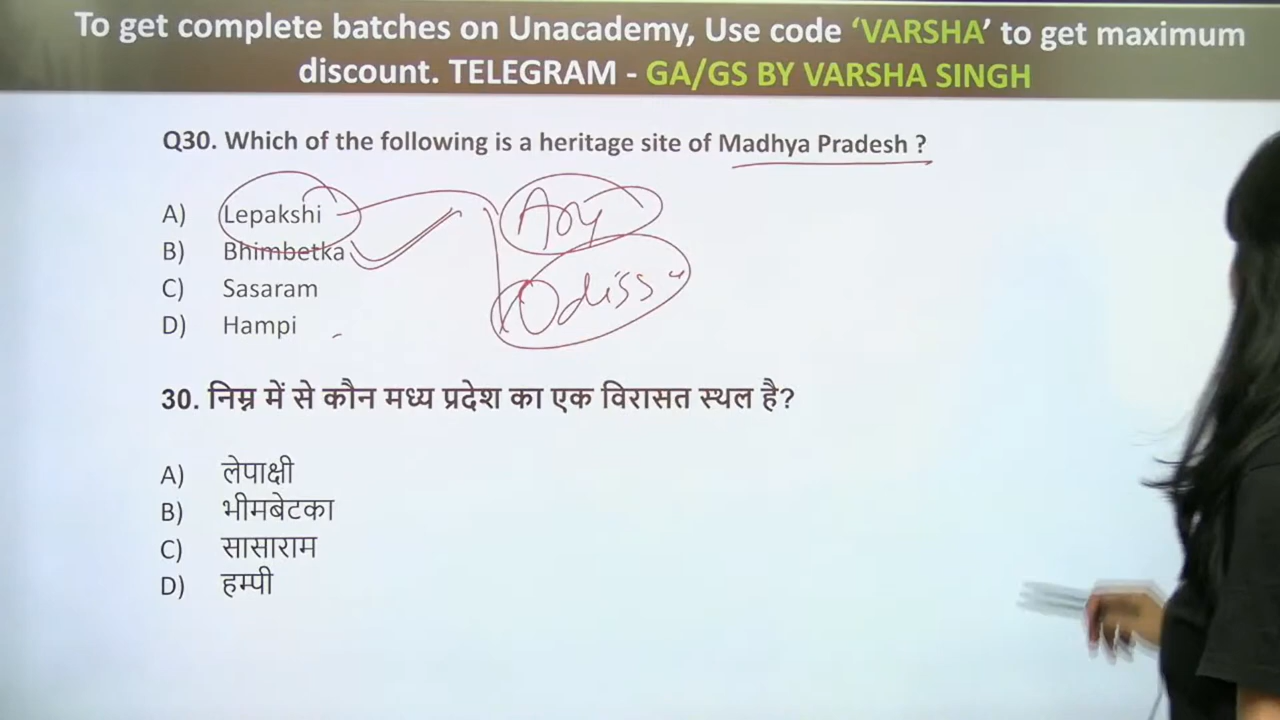 To get complete batches on Unacademy, Use code ‘VARSHA’ to get maximum
discount. TELEGRAM - GA/GS BY VARSHA SINGH
Q30. Which of the following is a heritage site of Madhya Pradesh ?
A) Lepakshi
B) Bhimbetka
C) Sasaram
D) Hampi
30. निम्न में से कौन मध्य प्रदेश का एक विरासत स्थल है?
A) लेपाक्षी
B) भीमबेटका
C) सासाराम
D) हम्पी